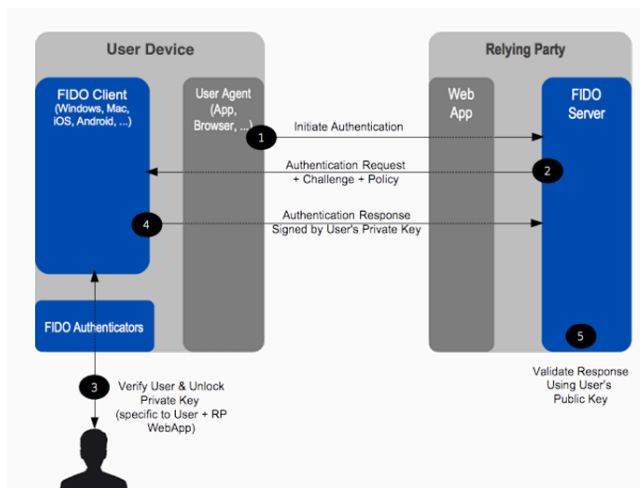 User Device
Relying Party
FIDO Client
(Windows, Mac,
iOS, Android, ...)
User Agent
(App,
Browser, ...)
Web
App
FIDO
Server
1
Initiate Authentication
Authentication Request
+ Challenge + Policy
2
4
Authentication Response
Signed by User's Private Key
FIDO Authenticators
5
3
Verify User & Unlock
Private Key
(specific to User + RP
WebApp)
Validate Response
Using User's
Public Key